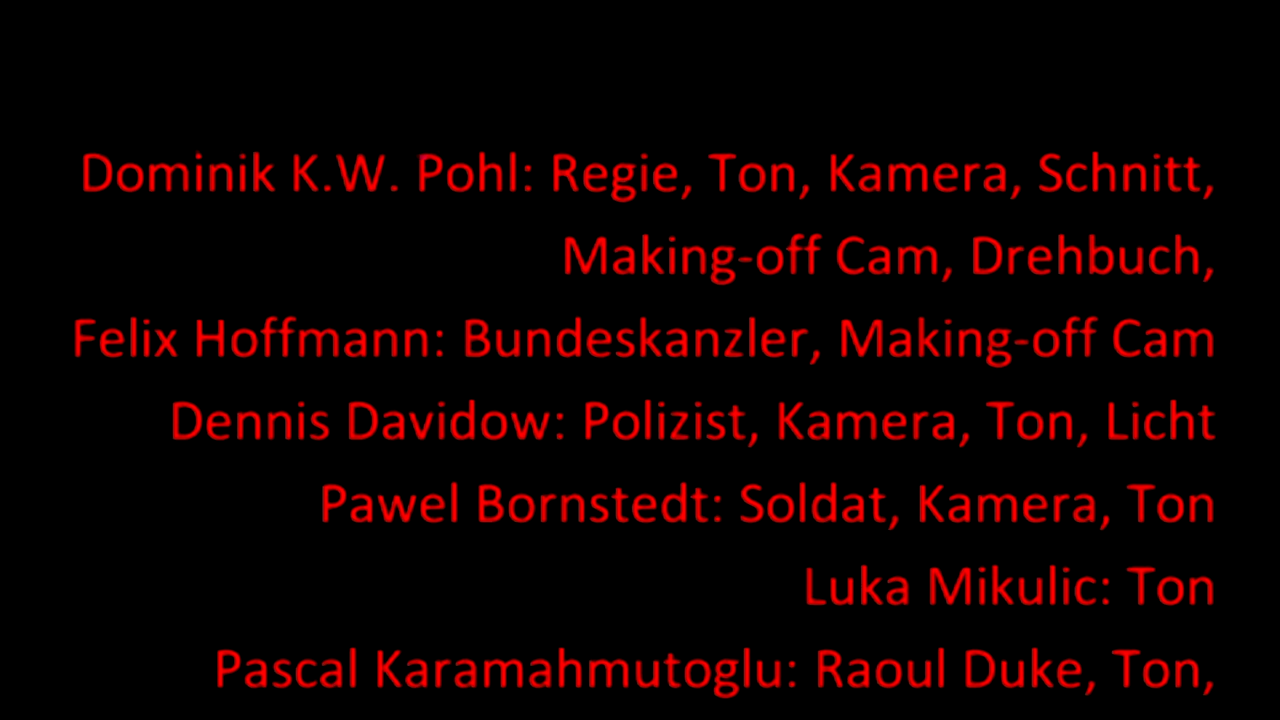 Dominik K.W. Pohl: Regie, Ton, Kamera, Schnitt,
Making-off Cam, Drehbuch,
Felix Hoffmann: Bundeskanzler, Making-off Cam
Dennis Davidow: Polizist, Kamera, Ton, Licht
Pawel Bornstedt: Soldat, Kamera, Ton
Luka Mikulic: Ton
Pascal Karamahmutoglu: Raoul Duke, Ton,